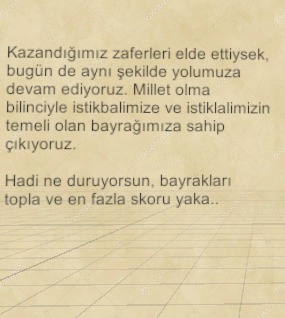 Kazandığımız zaferleri elde ettiysek,
bugün de aynı şekilde yolumuza
devam ediyoruz. Millet olma
bilinciyle istikbalimize ve istiklalimizin
temeli olan bayrağımıza sahip
çıkıyoruz.
Hadi ne duruyorsun, bayrakları
topla ve en fazla skoru yaka..